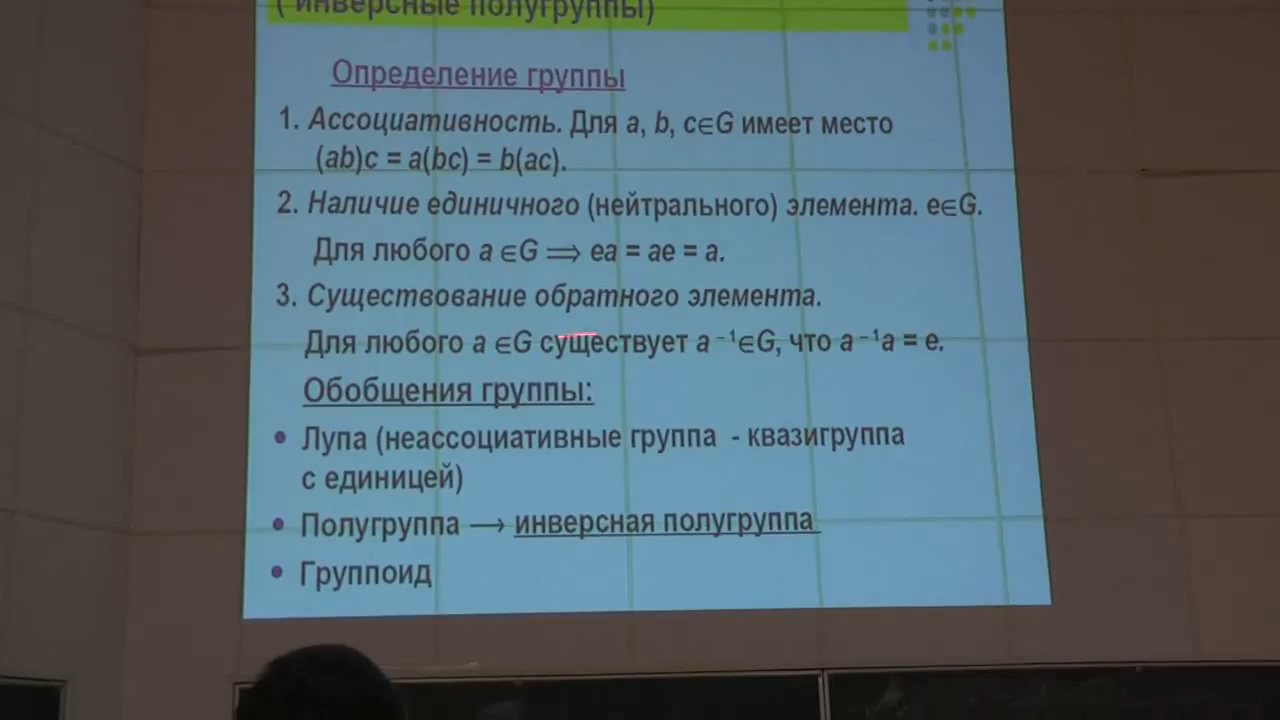 ( инверсные полугруппы)
Определение группы
1. Ассоциативность. Для a, b, c∈G имеет место
(ab)c = a(bc) = b(ac).
2. Наличие единичного (нейтрального) элемента. e∈G.
Для любого a ∈G ⟹ ea = ae = a.
3. Существование обратного элемента.
Для любого a ∈G существует a ⁻¹∈G, что a ⁻¹a = e.
Обобщения группы:
• Лупа (неассоциативные группа - квазигруппа
с единицей)
• Полугруппа ⟶ инверсная полугруппа
• Группоид